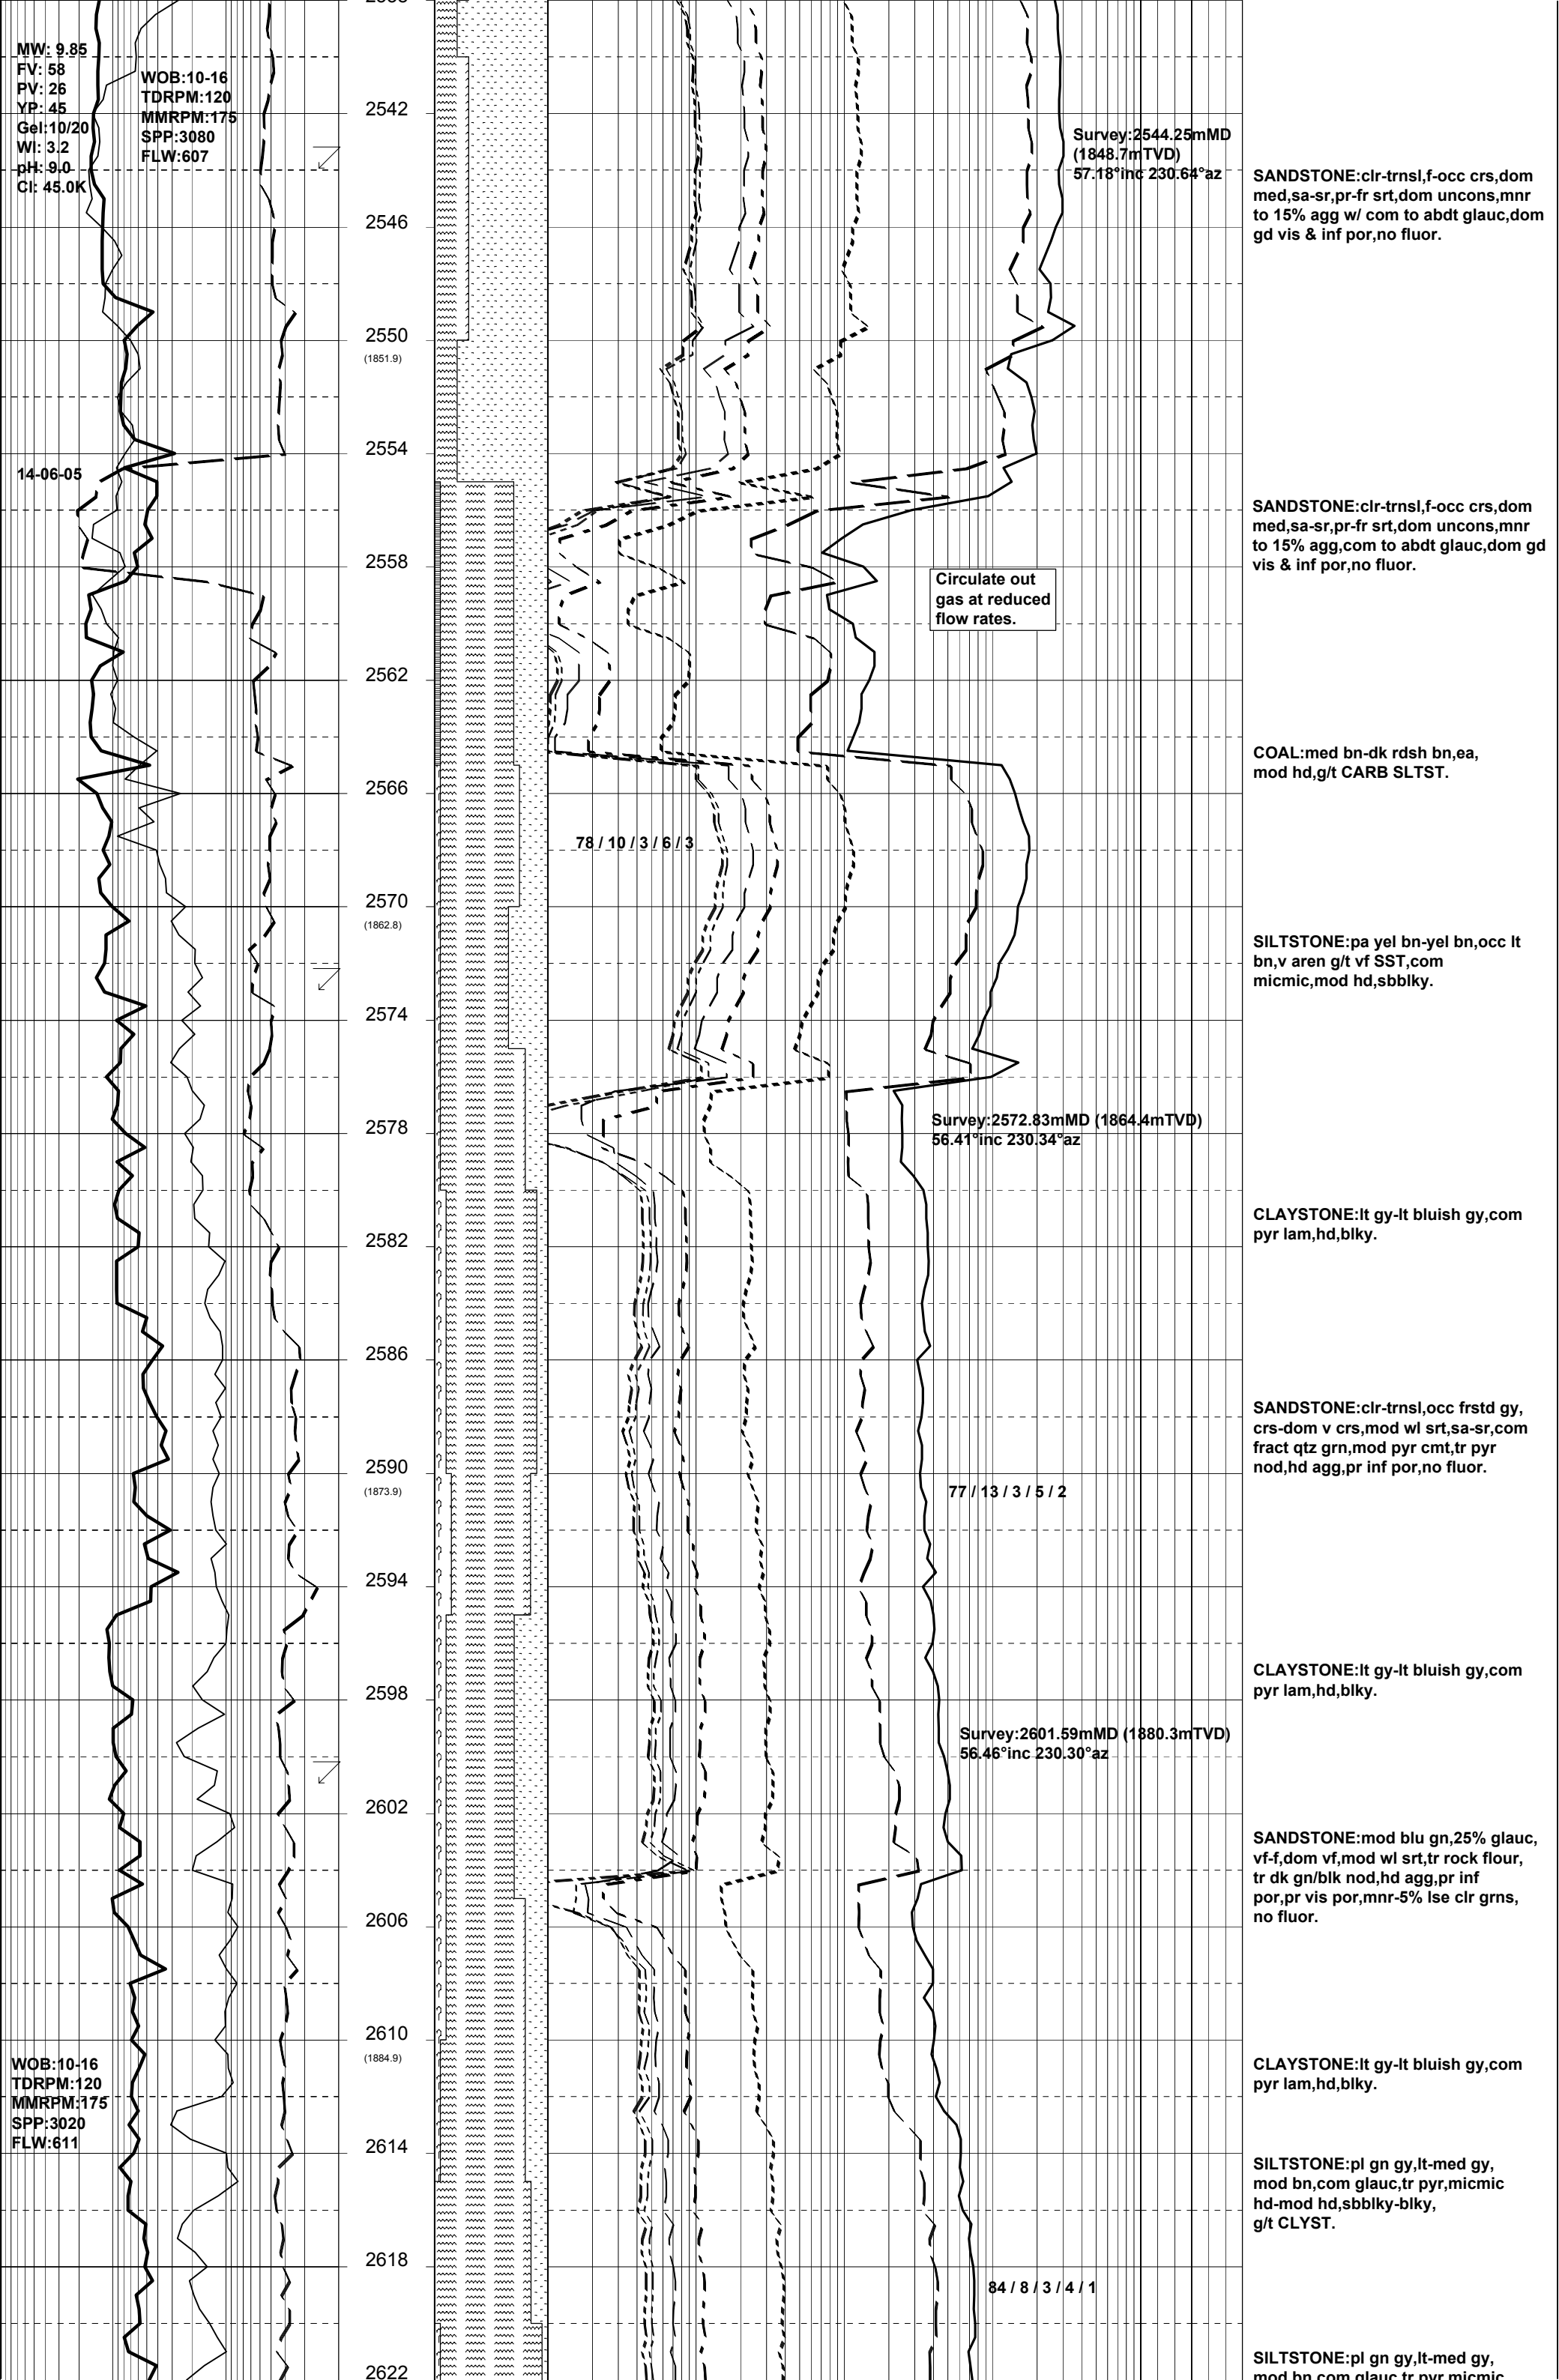 MW: 9.85
FV: 58
PV: 26
YP: 45
Gel:10/20
Wl: 3.2
pH: 9.0
Cl: 45.0K
WOB:10-16
TDRPM:120
MMRPM:175
SPP:3080
FLW:607
14-06-05
WOB:10-16
TDRPM:120
MMRPM:175
SPP:3020
FLW:611
2542
2546
2550
(1851.9)
2554
2558
2562
2566
2570
(1862.8)
2574
2578
2582
2586
2590
(1873.9)
2594
2598
2602
2606
2610
(1884.9)
2614
2618
2622
Survey:2544.25mMD
(1848.7mTVD)
57.18°inc 230.64°az
Circulate out
gas at reduced
flow rates.
78 / 10 / 3 / 6 / 3
Survey:2572.83mMD (1864.4mTVD)
56.41°inc 230.34°az
77 / 13 / 3 / 5 / 2
Survey:2601.59mMD (1880.3mTVD)
56.46°inc 230.30°az
84 / 8 / 3 / 4 / 1
SANDSTONE:clr-trnsl,f-occ crs,dom
med,sa-sr,pr-fr srt,dom uncons,mnr
to 15% agg w/ com to abdt glauc,dom
gd vis & inf por,no fluor.
SANDSTONE:clr-trnsl,f-occ crs,dom
med,sa-sr,pr-fr srt,dom uncons,mnr
to 15% agg,com to abdt glauc,dom gd
vis & inf por,no fluor.
COAL:med bn-dk rdsh bn,ea,
mod hd,g/t CARB SLTST.
SILTSTONE:pa yel bn-yel bn,occ lt
bn,v aren g/t vf SST,com
micmic,mod hd,sbblky.
CLAYSTONE:lt gy-lt bluish gy,com
pyr lam,hd,blky.
SANDSTONE:clr-trnsl,occ frstd gy,
crs-dom v crs,mod wl srt,sa-sr,com
fract qtz grn,mod pyr cmt,tr pyr
nod,hd agg,pr inf por,no fluor.
CLAYSTONE:lt gy-lt bluish gy,com
pyr lam,hd,blky.
SANDSTONE:mod blu gn,25% glauc,
vf-f,dom vf,mod wl srt,tr rock flour,
tr dk gn/blk nod,hd agg,pr inf
por,pr vis por,mnr-5% lse clr grns,
no fluor.
CLAYSTONE:lt gy-lt bluish gy,com
pyr lam,hd,blky.
SILTSTONE:pl gn gy,lt-med gy,
mod bn,com glauc,tr pyr,micmic
hd-mod hd,sbblky-blky,
g/t CLYST.
SILTSTONE:pl gn gy,lt-med gy,
mod bn,com glauc,tr pyr,micmic